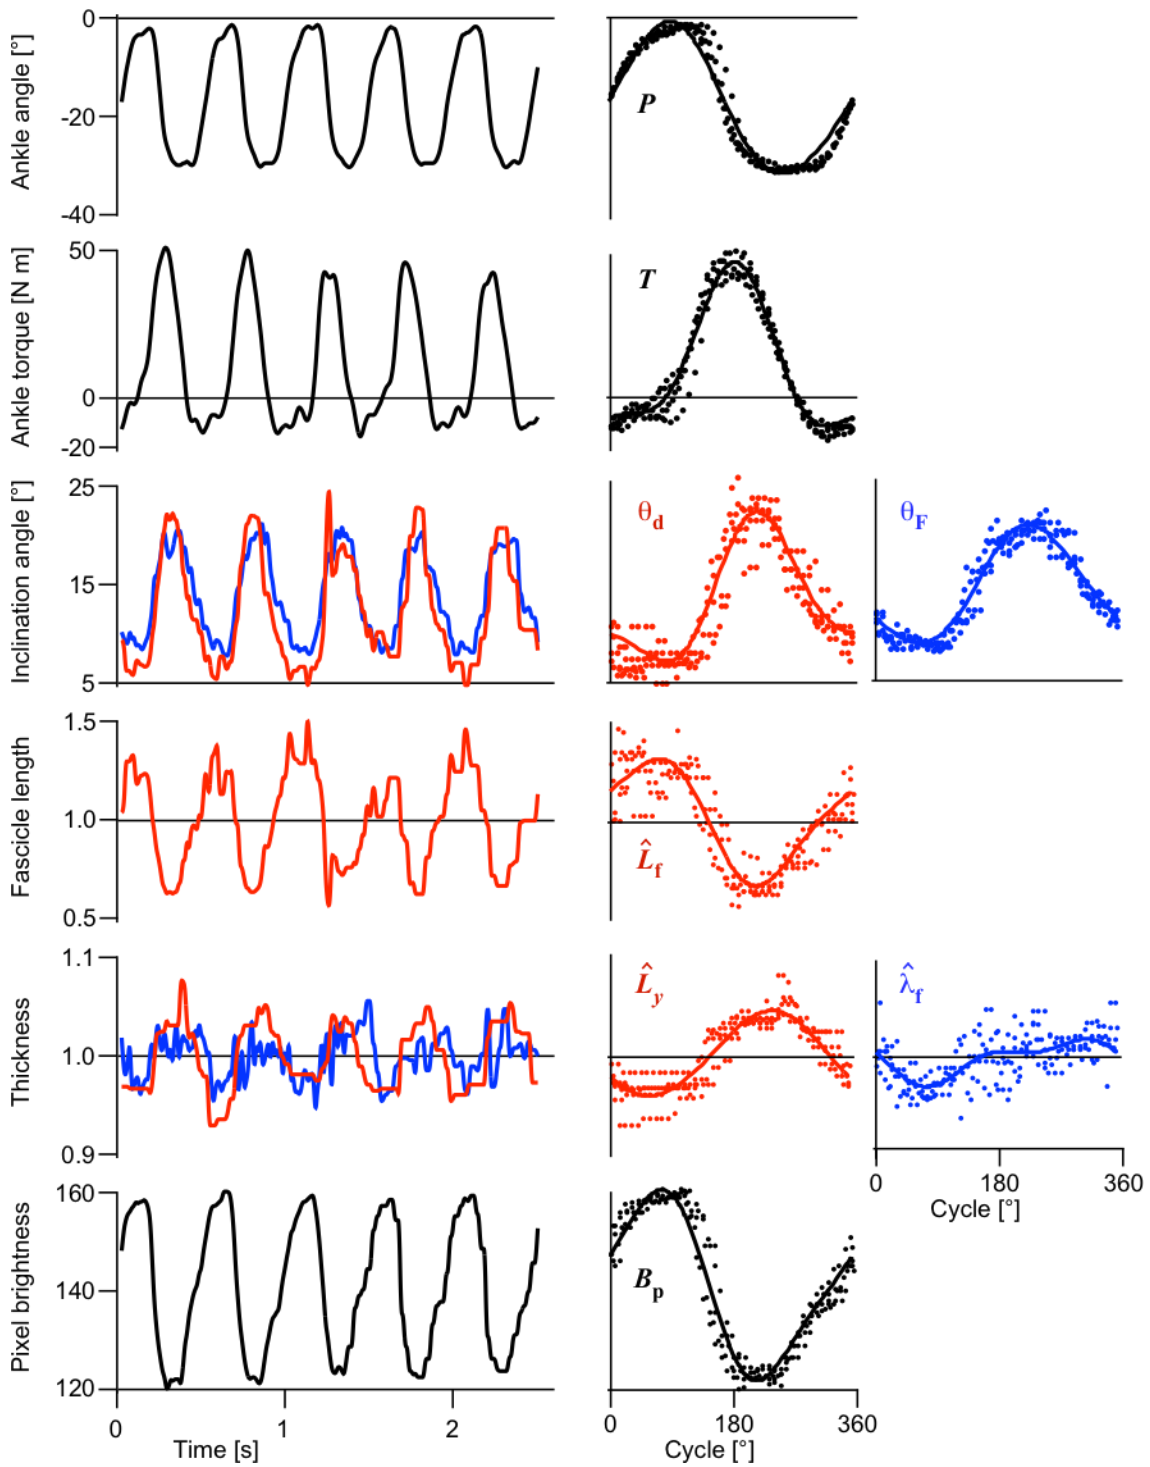 Ankle angle [°]
0
-20
-40
P
Ankle torque [N m]
50
0
-20
T
Inclination angle [°]
25
15
5
θd
θF
Fascicle length
1.5
1.0
0.5
L̂f
Thickness
1.1
1.0
0.9
L̂y
λ̂f
0 180 360
Cycle [°]
Pixel brightness
160
140
120
Bp
0 1 2
Time [s]
0 180 360
Cycle [°]